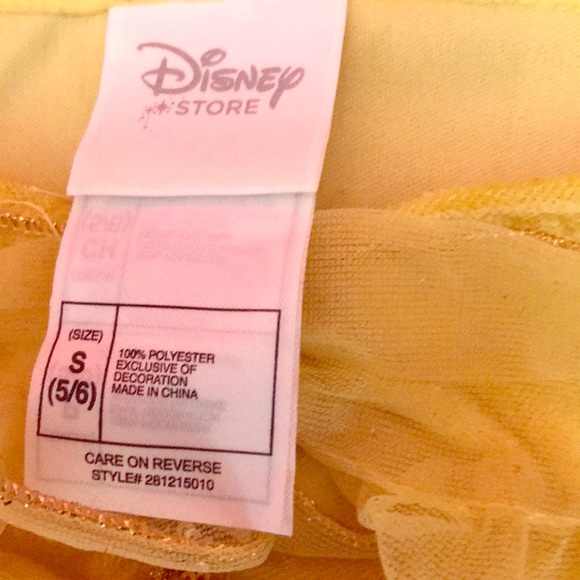 Disney
STORE
(SIZE)
S
(5/6)
100% POLYESTER
EXCLUSIVE OF
DECORATION
MADE IN CHINA
CARE ON REVERSE
STYLE# 281215010